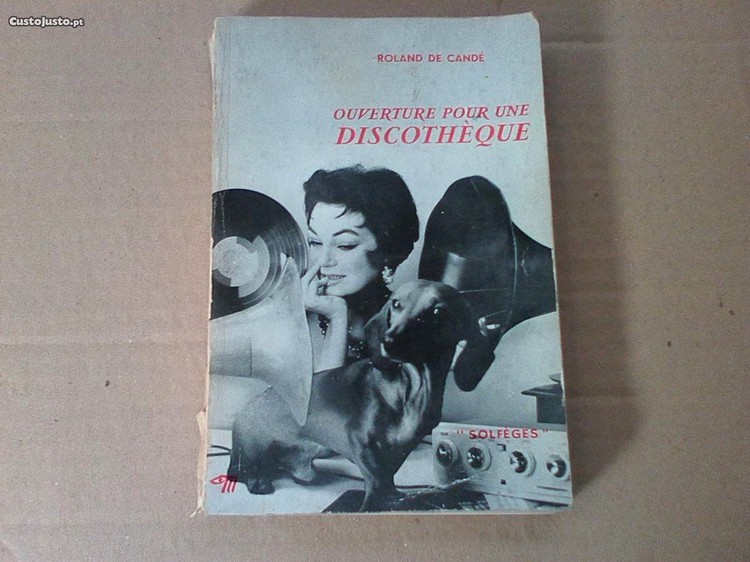 CustoJusto.pt
ROLAND DE CANDÉ
OUVERTURE POUR UNE
DISCOTHÈQUE
"SOLFÈGES"